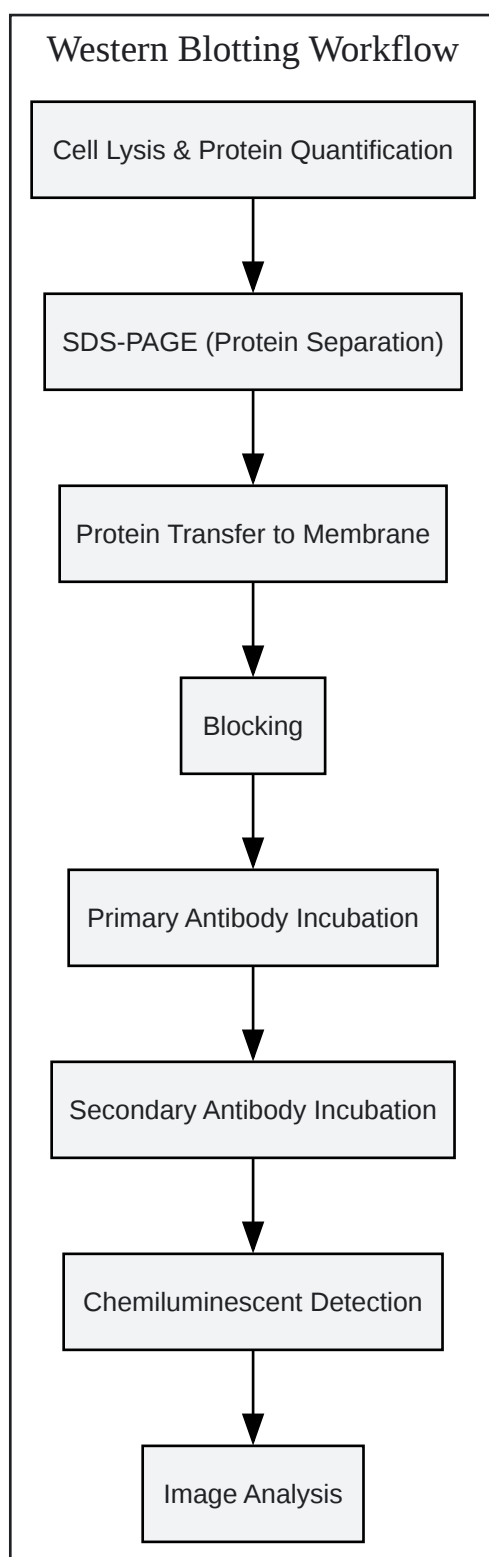 Western Blotting Workflow
Cell Lysis & Protein Quantification
SDS-PAGE (Protein Separation)
Protein Transfer to Membrane
Blocking
Primary Antibody Incubation
Secondary Antibody Incubation
Chemiluminescent Detection
Image Analysis